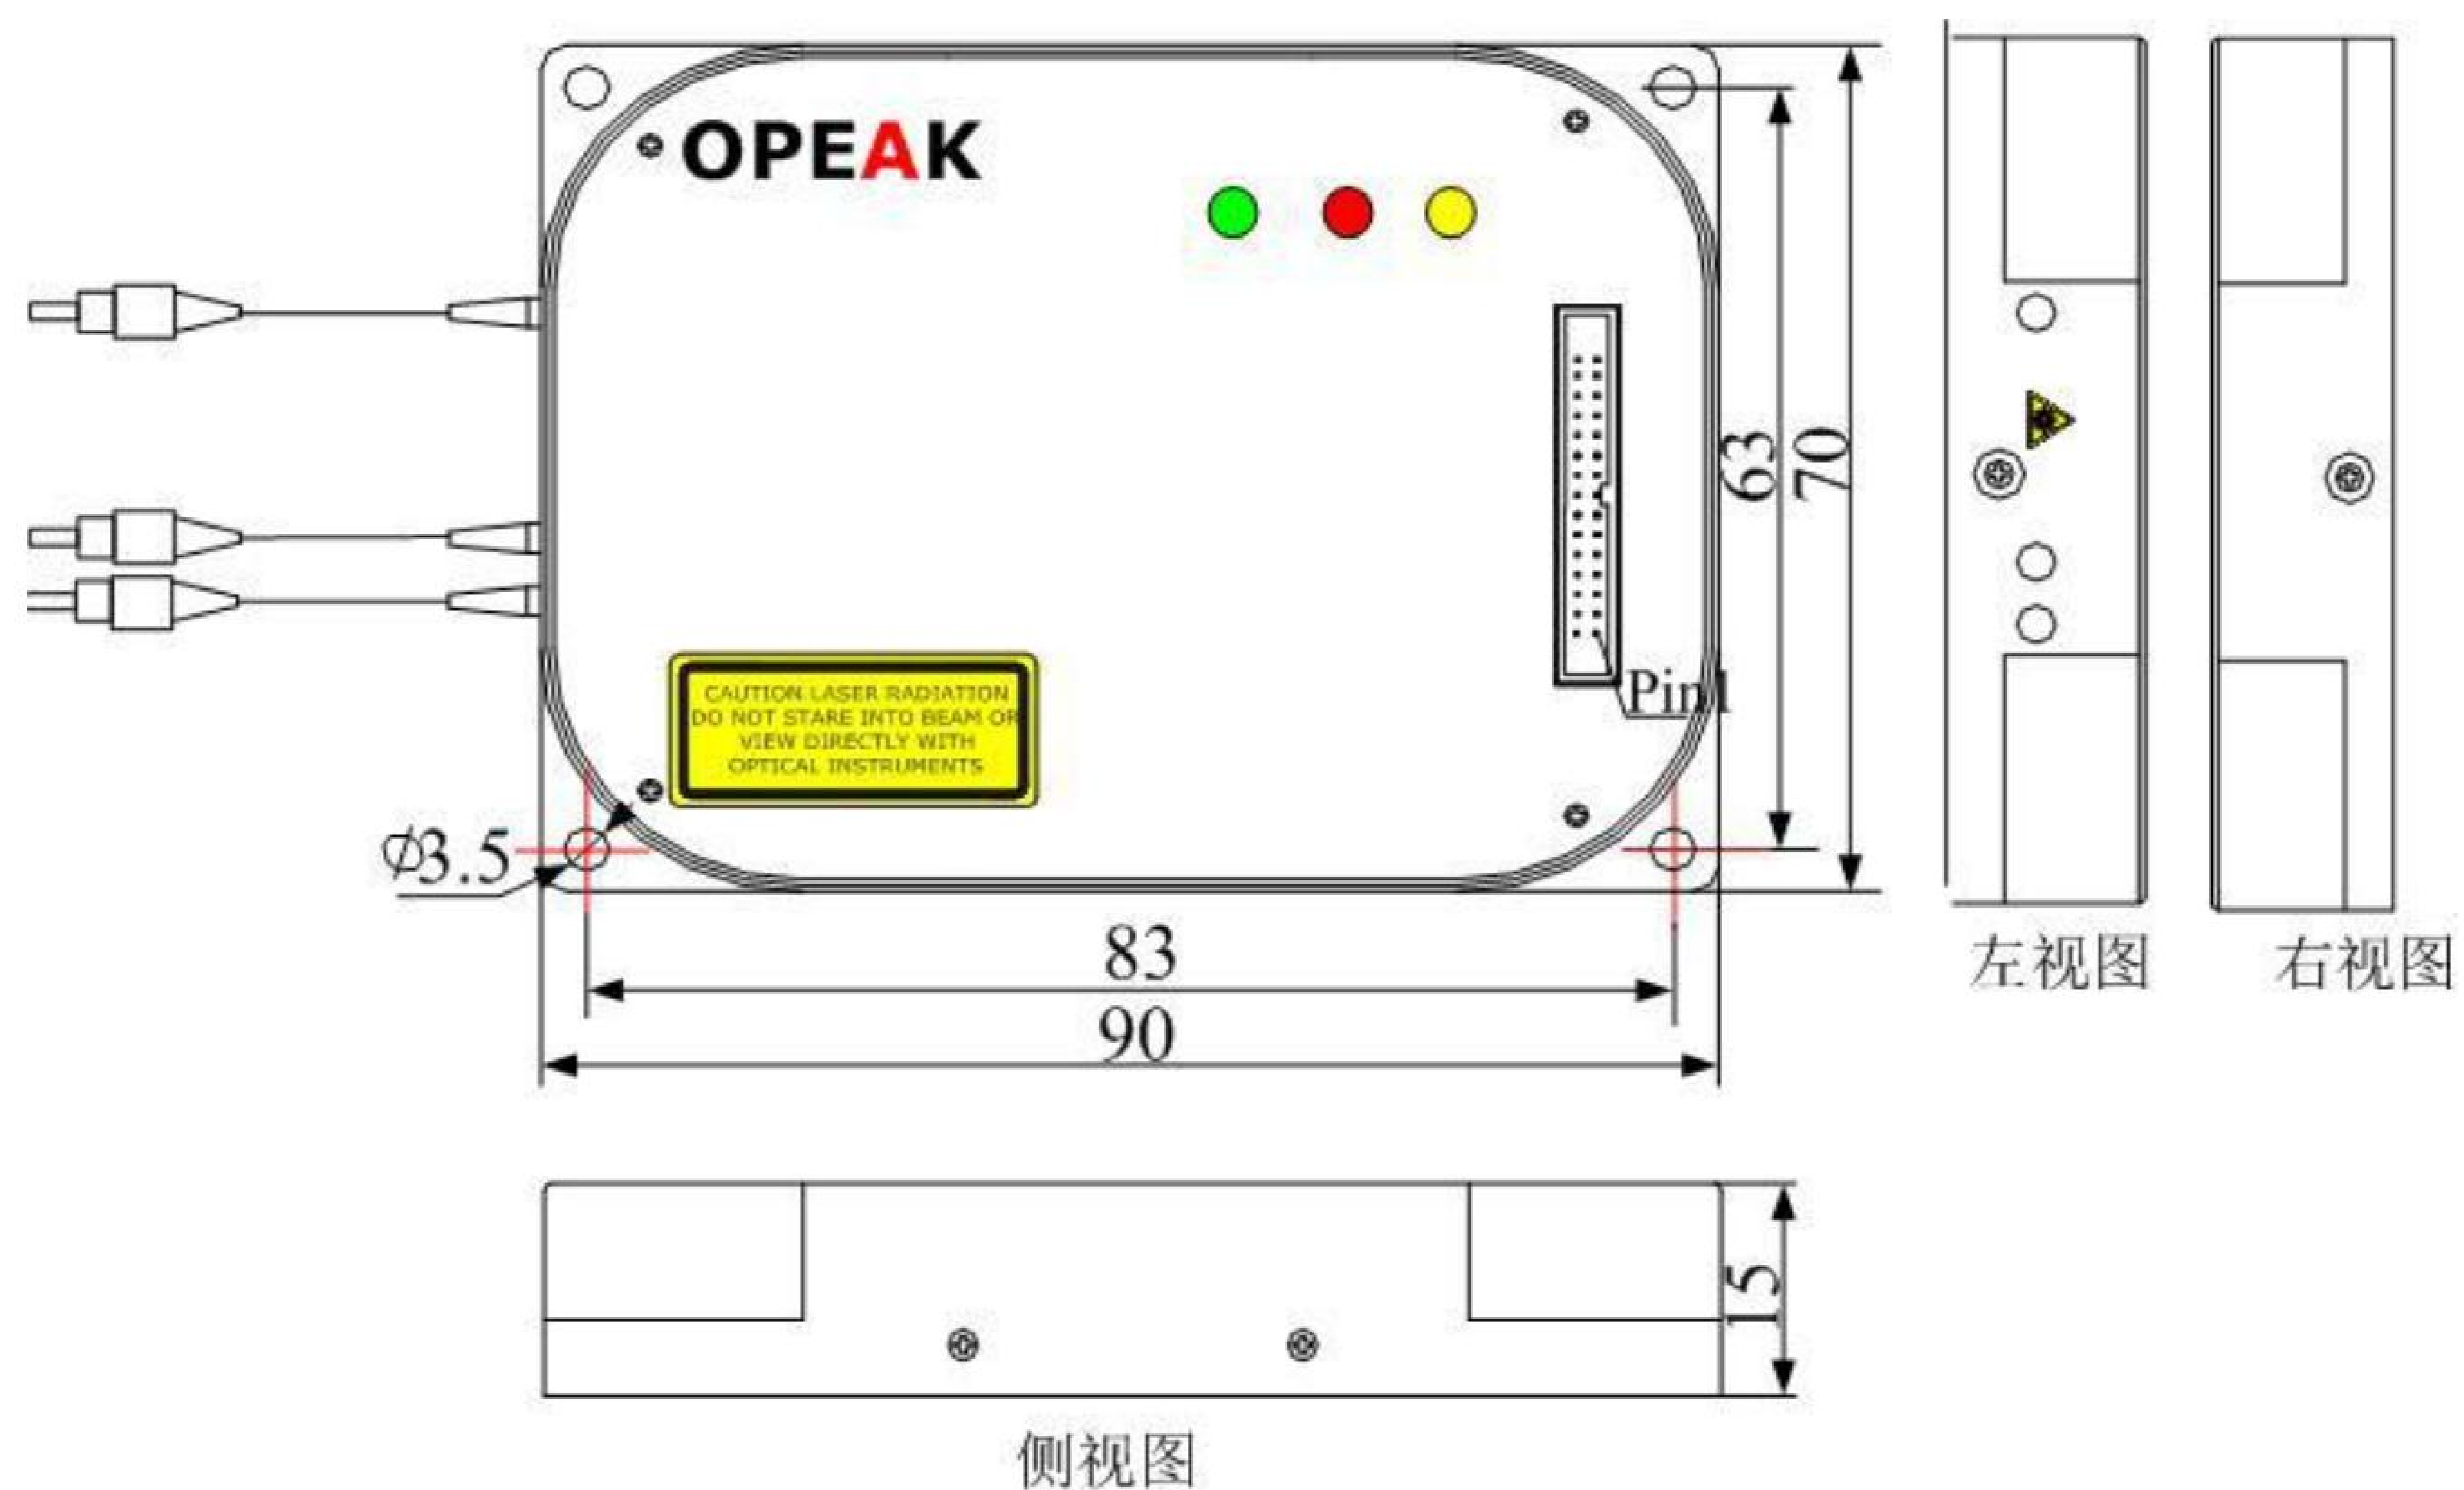 OPEAK
63
70
CAUTION LASER RADIATION
DO NOT STARE INTO BEAM OR
VIEW DIRECTLY WITH
OPTICAL INSTRUMENTS
Pin1
Ø3.5
83
90
左视图
右视图
15
侧视图